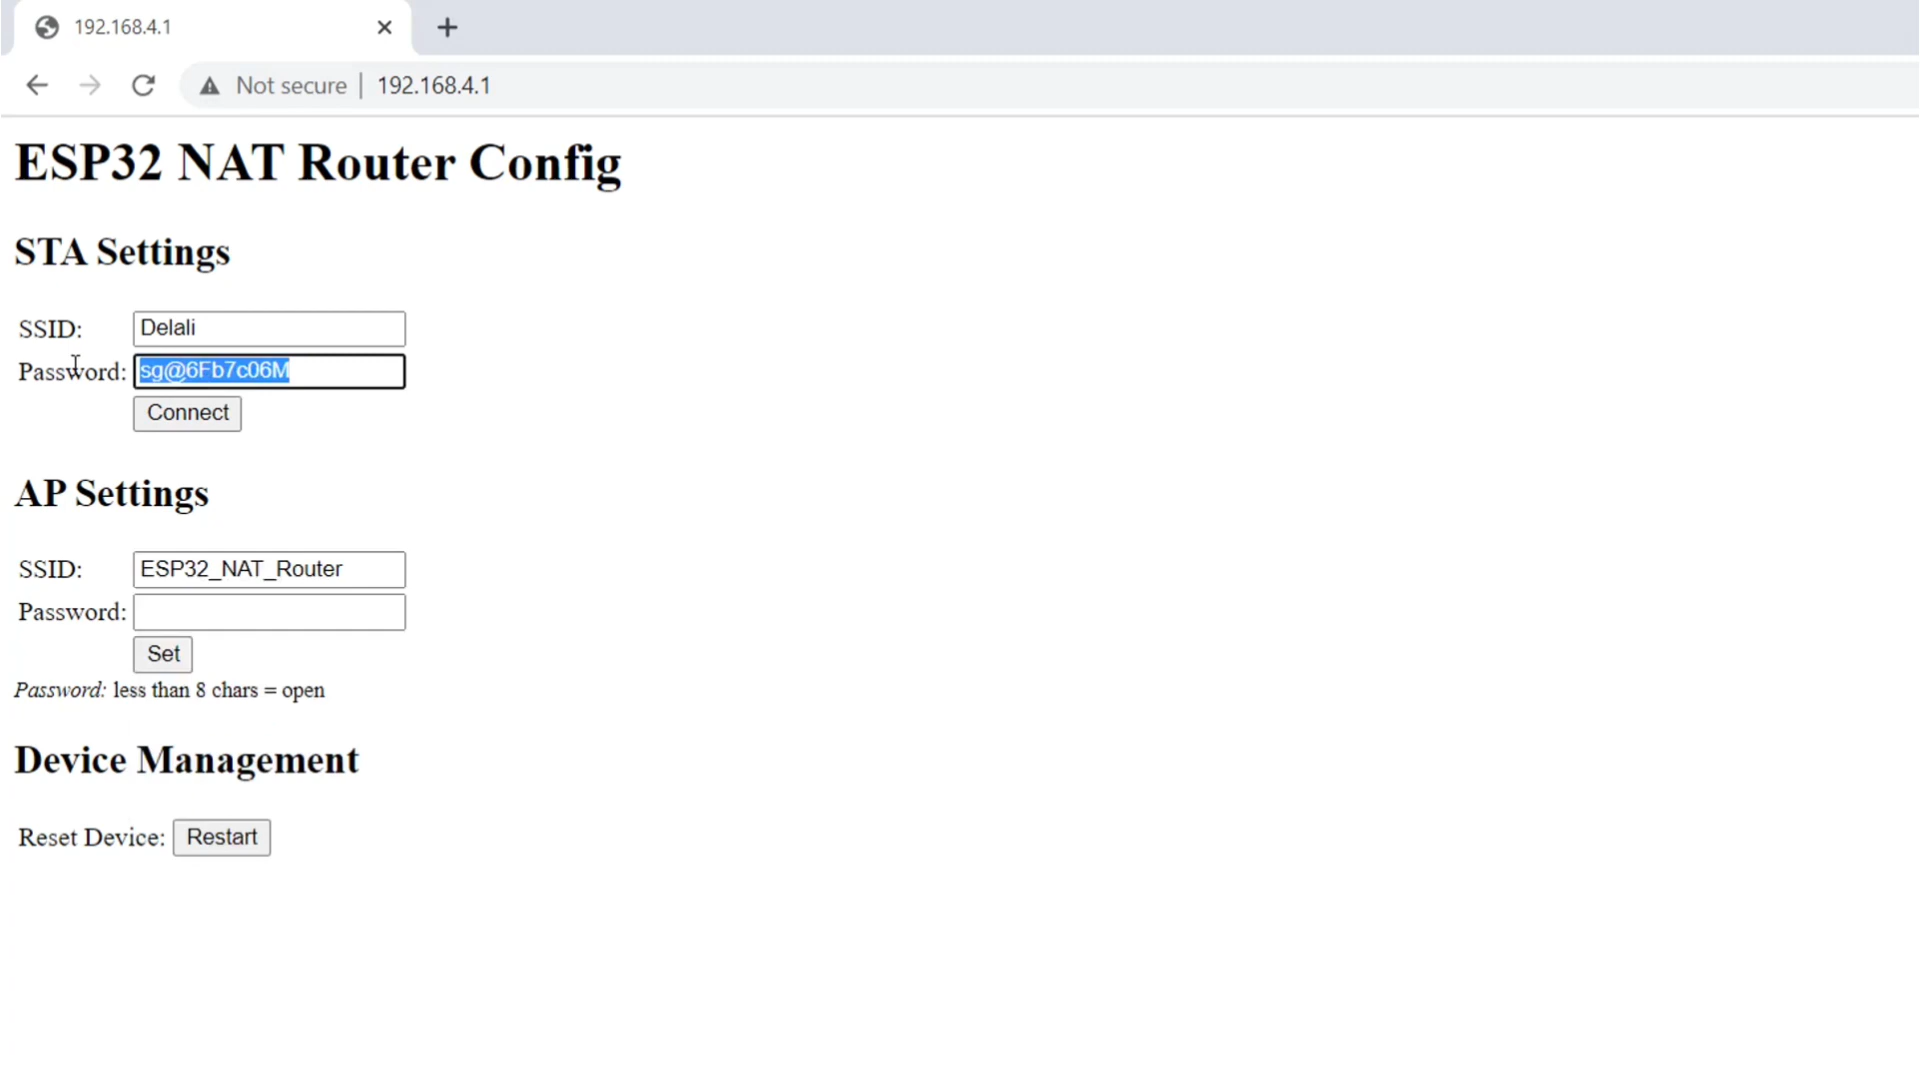 192.168.4.1
Not secure | 192.168.4.1
ESP32 NAT Router Config
STA Settings
SSID: Delali
Password: sg@6Fb7c06M
Connect
AP Settings
SSID: ESP32_NAT_Router
Password:
Set
Password: less than 8 chars = open
Device Management
Reset Device: Restart